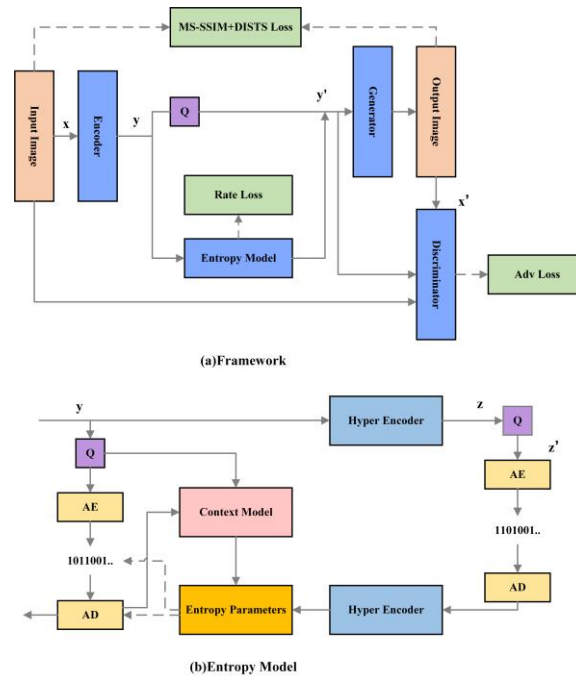 MS-SSIM+DISTS Loss
Input Image
x
Encoder
y
Q
y'
Generator
Output Image
Rate Loss
x'
Entropy Model
Discriminator
Adv Loss
(a)Framework
y
Hyper Encoder
z
Q
Q
z'
AE
AE
Context Model
1011001..
1101001..
AD
Entropy Parameters
Hyper Encoder
AD
(b)Entropy Model